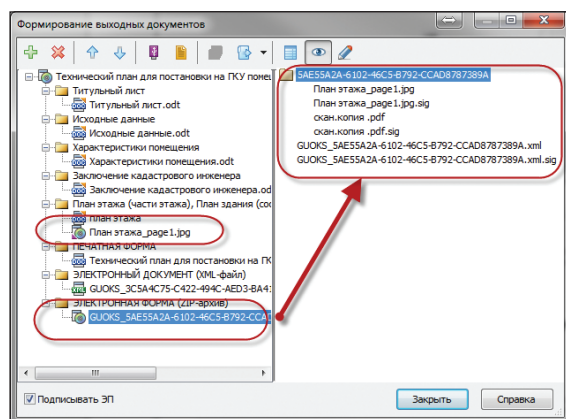 Формирование выходных документов
Технический план для постановки на ГКУ поме
Титульный лист
Титульный лист.odt
Исходные данные
Исходные данные.odt
Характеристики помещения
Характеристики помещения.odt
Заключение кадастрового инженера
Заключение кадастрового инженера.od
План этажа (части этажа), План здания (соо
План этажа
План этажа_page1.jpg
ПЕЧАТНАЯ ФОРМА
Технический план для постановки на ГК
ЭЛЕКТРОННЫЙ ДОКУМЕНТ (XML-файл)
GUOKS_3C5A4C75-C422-494C-AED3-BA41
ЭЛЕКТРОННАЯ ФОРМА (ZIP-архив)
GUOKS_5AE55A2A-6102-46C5-B792-CCA
5AE55A2A-6102-46C5-B792-CCAD8787389A
План этажа_page1.jpg
План этажа_page1.jpg.sig
скан.копия .pdf
скан.копия .pdf.sig
GUOKS_5AE55A2A-6102-46C5-B792-CCAD8787389A.xml
GUOKS_5AE55A2A-6102-46C5-B792-CCAD8787389A.xml.sig
Подписывать ЭП
Закрыть
Справка